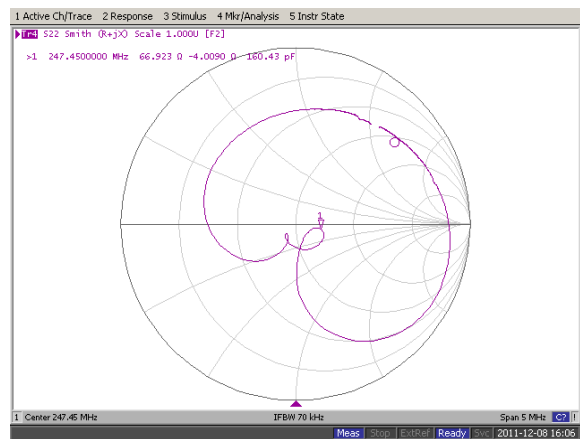 1 Active Ch/Trace 2 Response 3 Stimulus 4 Mkr/Analysis 5 Instr State
Tr4 S22 Smith (R+jX) Scale 1.000U [F2]
>1 247.4500000 MHz 66.923 Ω -4.0090 Ω 160.43 pF
1
1 Center 247.45 MHz IFBW 70 kHz Span 5 MHz C? !
Meas Stop ExtRef Ready Svc 2011-12-08 16:06